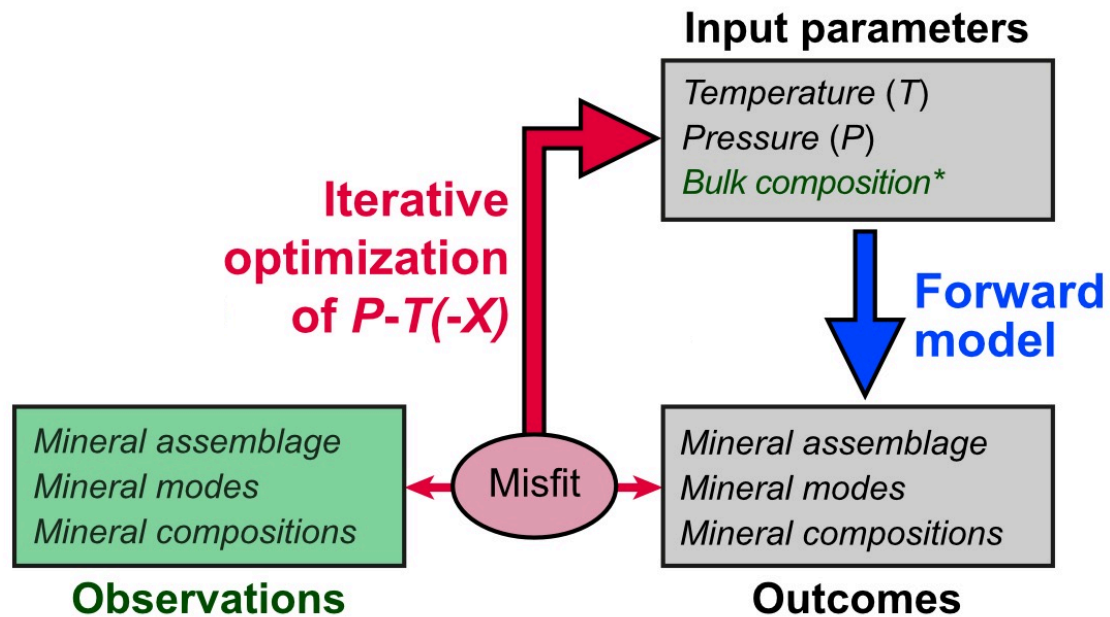 Input parameters
Temperature (T)
Pressure (P)
Bulk composition*
Iterative
optimization
of P-T(-X)
Forward
model
Mineral assemblage
Mineral modes
Mineral compositions
Observations
Misfit
Mineral assemblage
Mineral modes
Mineral compositions
Outcomes